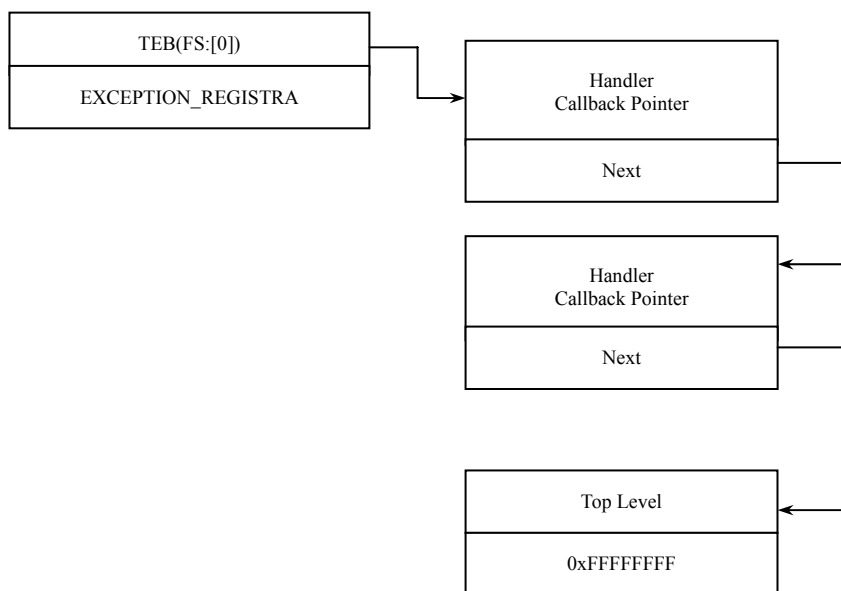 TEB(FS:[0])
EXCEPTION_REGISTRA
Handler
Callback Pointer
Next
Handler
Callback Pointer
Next
Top Level
0xFFFFFFFF